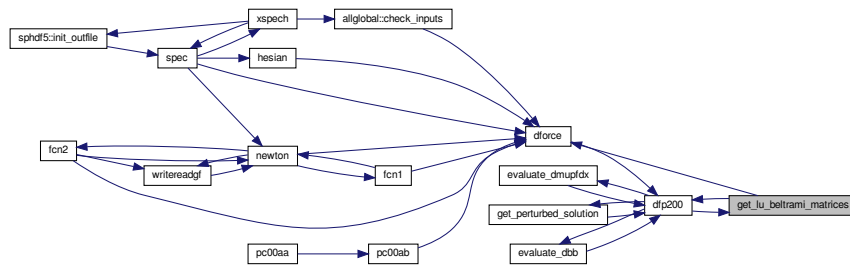 xspech
allglobal::check_inputs
sphdf5::init_outfile
spec
hesian
dforce
fcn2
newton
writereadgf
fcn1
evaluate_dmupfdx
get_perturbed_solution
dfp200
get_lu_beltrami_matrices
evaluate_dbb
pc00aa
pc00ab